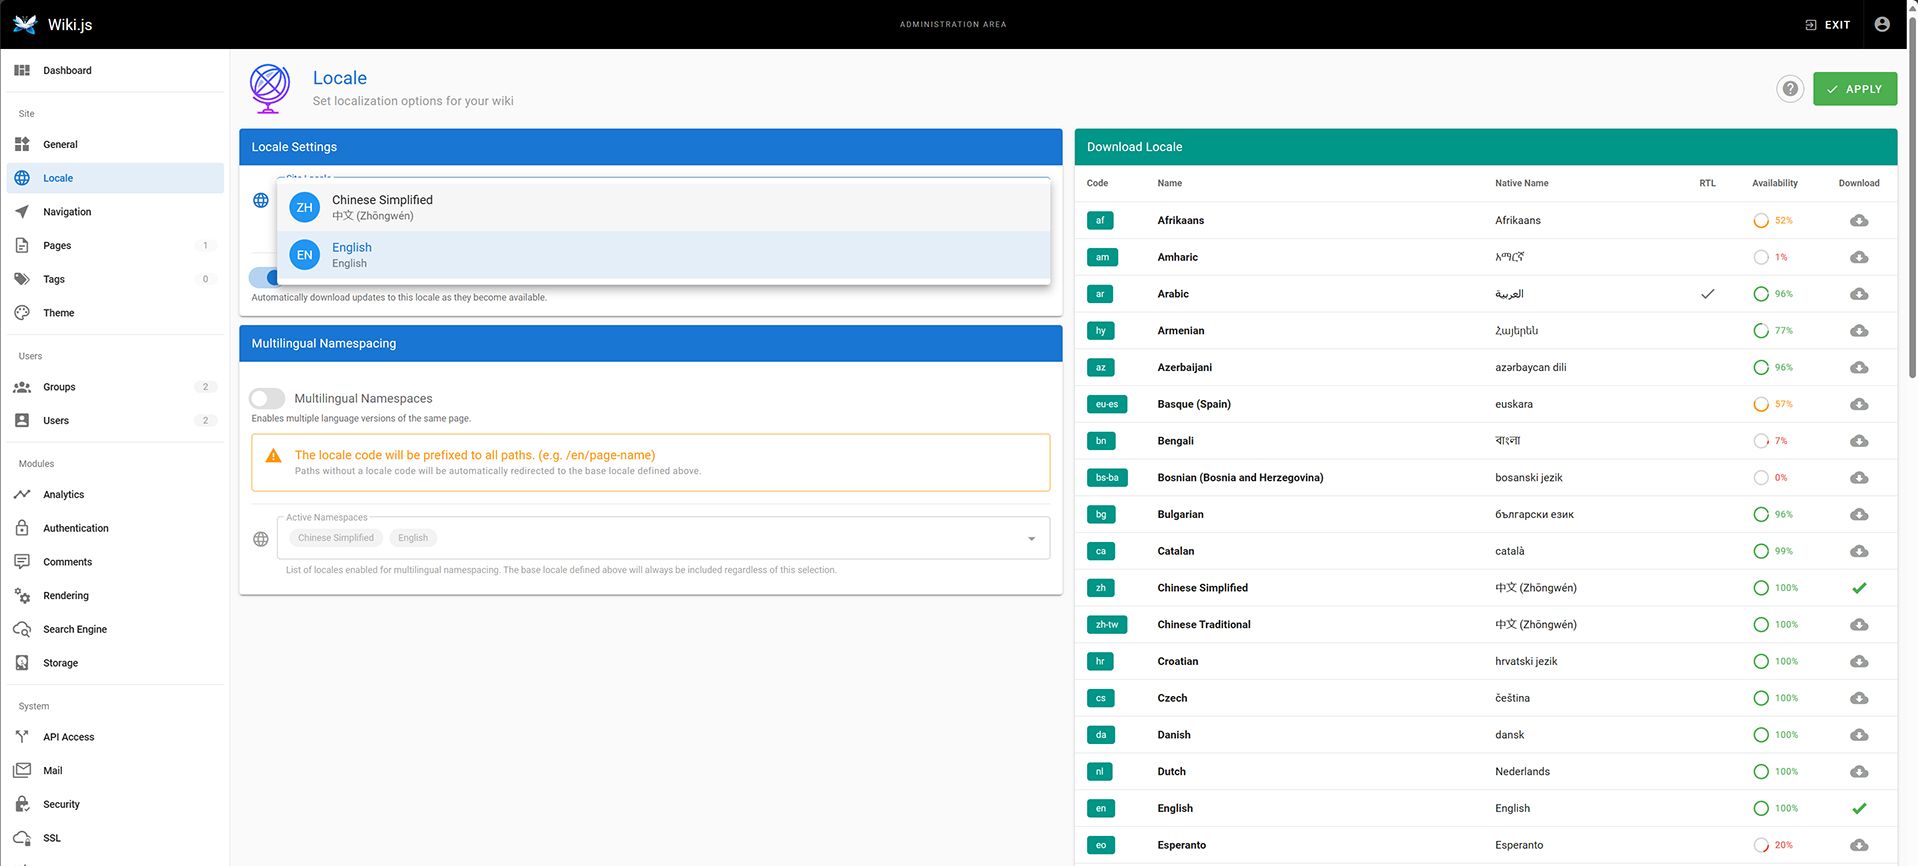 Wiki.js
ADMINISTRATION AREA
EXIT
Dashboard
Site
General
Locale
Navigation
Pages 1
Tags 0
Theme
Users
Groups 2
Users 2
Modules
Analytics
Authentication
Comments
Rendering
Search Engine
Storage
System
API Access
Mail
Security
SSL
Locale
Set localization options for your wiki
APPLY
Locale Settings
Site Locale
ZH Chinese Simplified
中文 (Zhōngwén)
EN English
English
Automatically download updates to this locale as they become available.
Multilingual Namespacing
Multilingual Namespaces
Enables multiple language versions of the same page.
The locale code will be prefixed to all paths. (e.g. /en/page-name)
Paths without a locale code will be automatically redirected to the base locale defined above.
Active Namespaces
Chinese Simplified English
List of locales enabled for multilingual namespacing. The base locale defined above will always be included regardless of this selection.
Download Locale
Code Name Native Name RTL Availability Download
af Afrikaans Afrikaans 52%
am Amharic አማርኛ 1%
ar Arabic العربية 96%
hy Armenian Հայերեն 77%
az Azerbaijani azərbaycan dili 96%
eu-es Basque (Spain) euskara 57%
bn Bengali বাংলা 7%
bs-ba Bosnian (Bosnia and Herzegovina) bosanski jezik 0%
bg Bulgarian български език 96%
ca Catalan català 99%
zh Chinese Simplified 中文 (Zhōngwén) 100%
zh-tw Chinese Traditional 中文 (Zhōngwén) 100%
hr Croatian hrvatski jezik 100%
cs Czech čeština 100%
da Danish dansk 100%
nl Dutch Nederlands 100%
en English English 100%
eo Esperanto Esperanto 20%